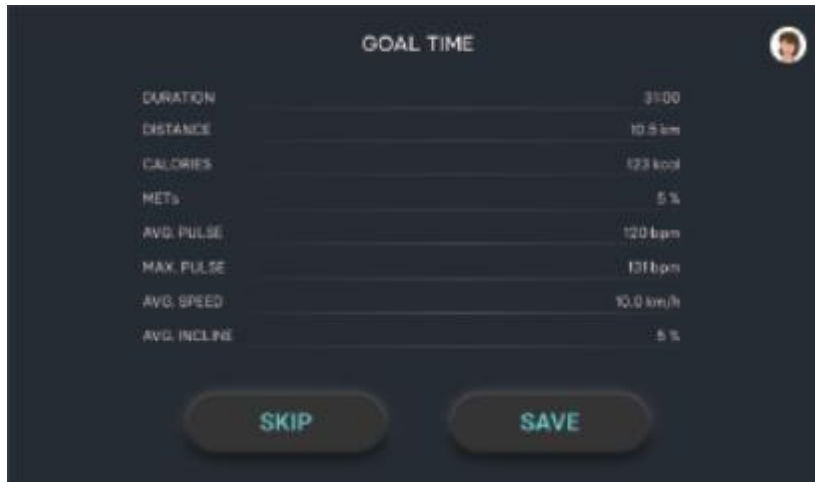 GOAL TIME
DURATION 31:00
DISTANCE 10.5 km
CALORIES 123 kcal
METs 5 %
AVG. PULSE 120 bpm
MAX. PULSE 131 bpm
AVG. SPEED 10.0 km/h
AVG. INCLINE 5 %
SKIP SAVE